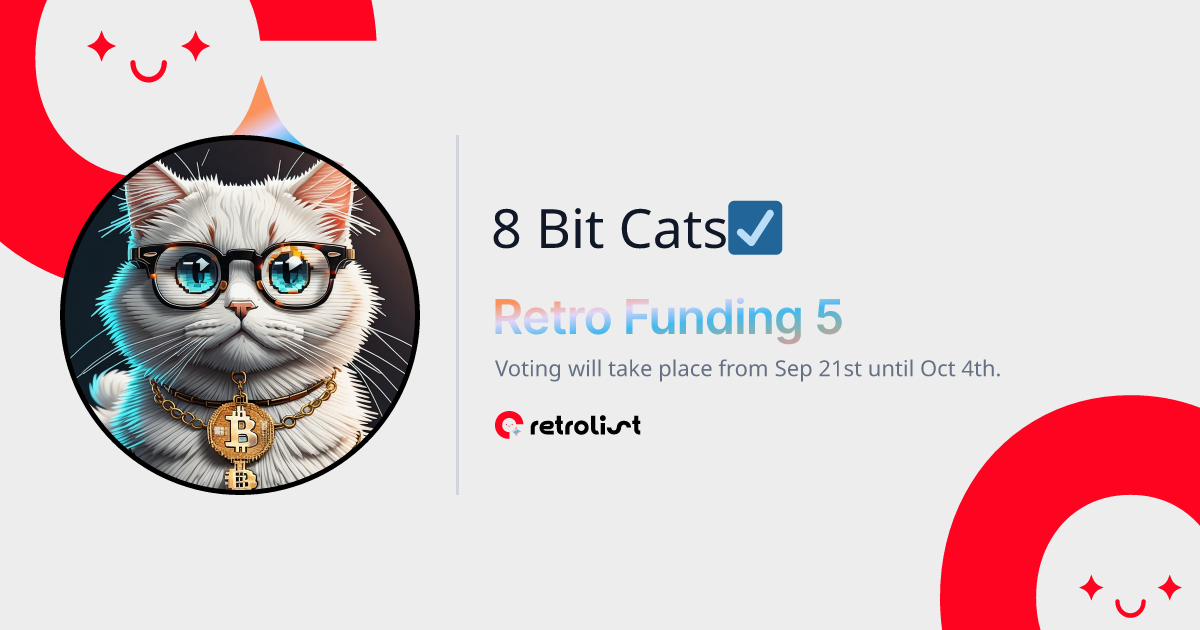 8 Bit Cats☑️
Retro Funding 5
Voting will take place from Sep 21st until Oct 4th.
retrolist